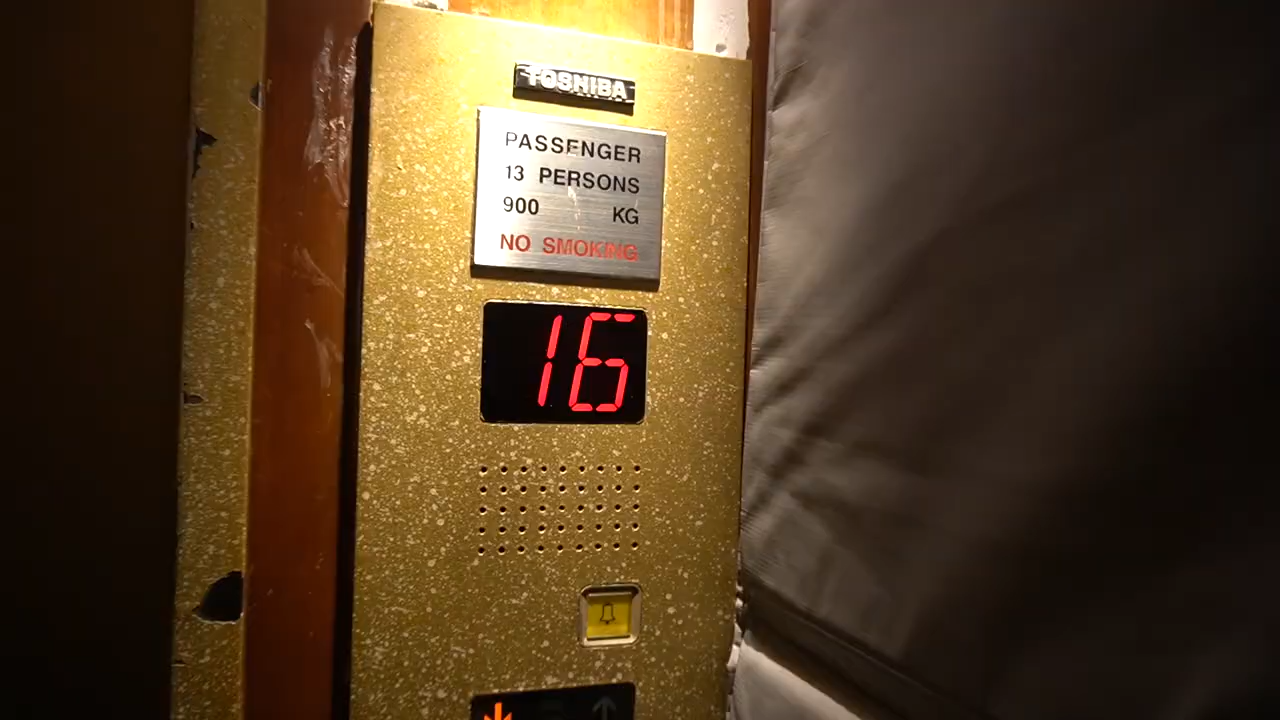 TOSHIBA
PASSENGER
13 PERSONS
900 KG
NO SMOKING
16